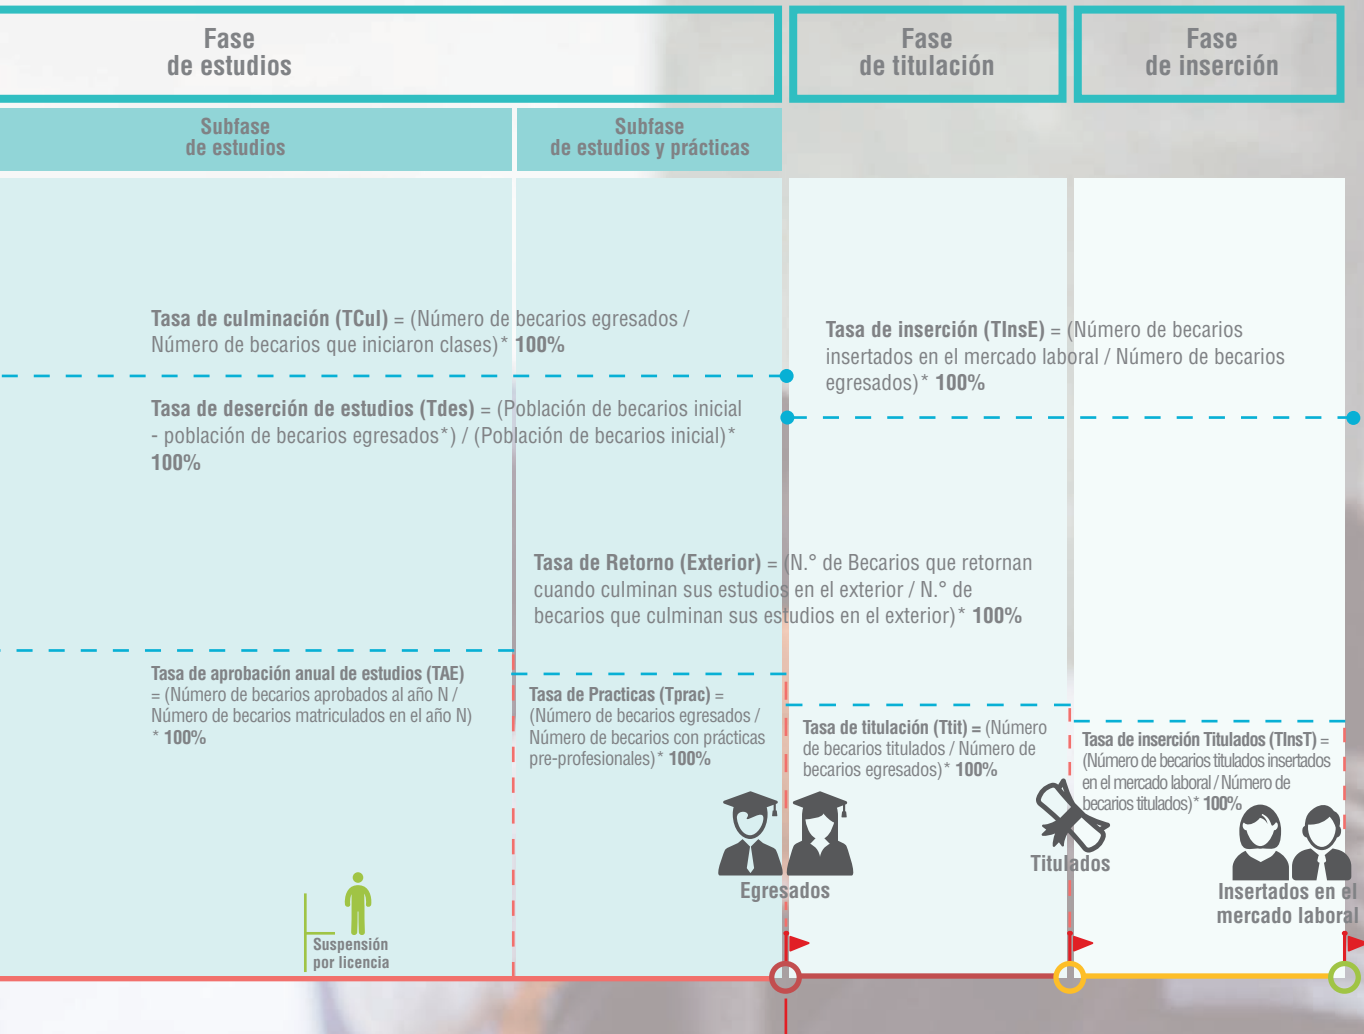 Fase
de estudios
Fase
de titulación
Fase
de inserción
Subfase
de estudios
Subfase
de estudios y prácticas
Tasa de culminación (TCul) = (Número de becarios egresados /
Número de becarios que iniciaron clases)* 100%
Tasa de inserción (TInsE) = (Número de becarios
insertados en el mercado laboral / Número de becarios
egresados)* 100%
Tasa de deserción de estudios (Tdes) = (Población de becarios inicial
- población de becarios egresados*) / (Población de becarios inicial)*
100%
Tasa de Retorno (Exterior) = (N.° de Becarios que retornan
cuando culminan sus estudios en el exterior / N.° de
becarios que culminan sus estudios en el exterior)* 100%
Tasa de aprobación anual de estudios (TAE)
= (Número de becarios aprobados al año N /
Número de becarios matriculados en el año N)
* 100%
Tasa de Practicas (Tprac) =
(Número de becarios egresados /
Número de becarios con prácticas
pre-profesionales)* 100%
Tasa de titulación (Ttit) = (Número
de becarios titulados / Número de
becarios egresados)* 100%
Tasa de inserción Titulados (TInsT) =
(Número de becarios titulados insertados
en el mercado laboral / Número de
becarios titulados)* 100%
Egresados
Titulados
Insertados en el
mercado laboral
Suspensión
por licencia